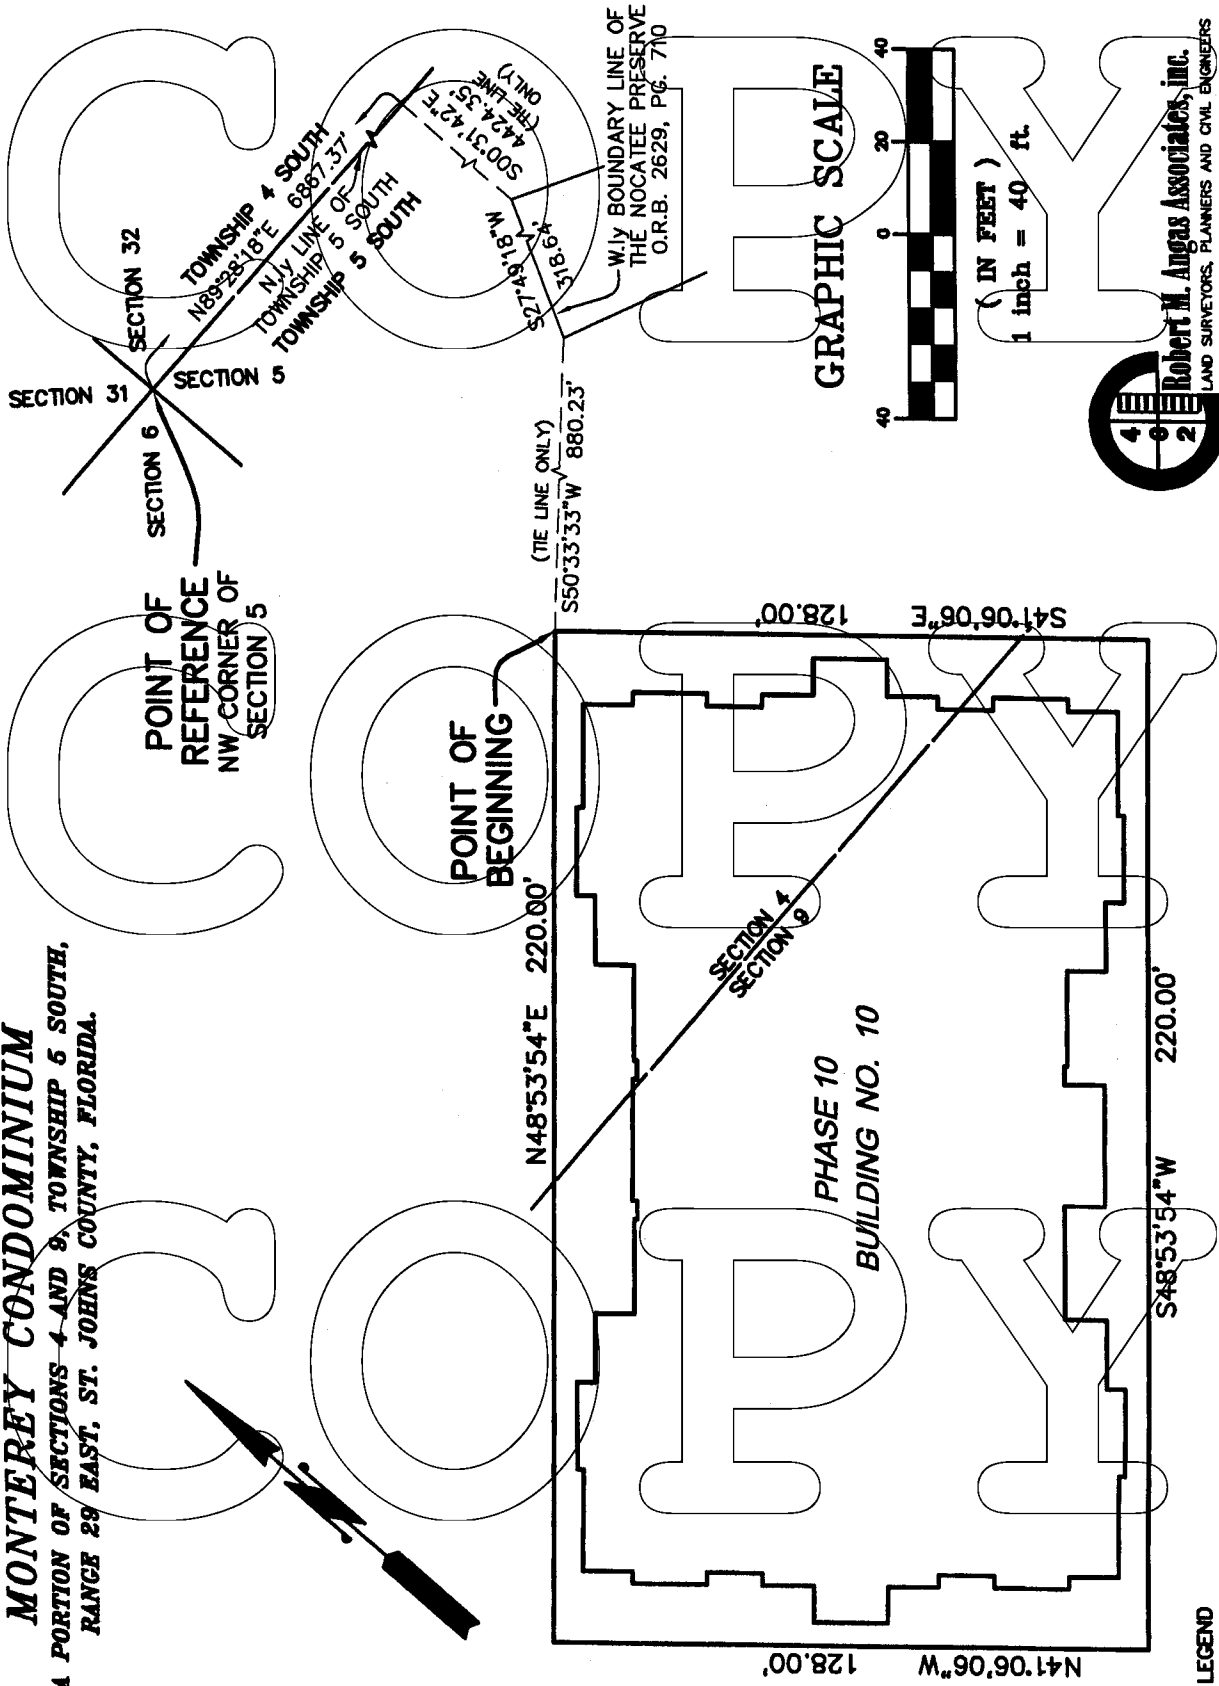 MONTEREY CONDOMINIUM
A PORTION OF SECTIONS 4 AND 9, TOWNSHIP 5 SOUTH,
RANGE 29 EAST, ST. JOHNS COUNTY, FLORIDA.
SECTION 31
SECTION 32
SECTION 6
SECTION 5
POINT OF
REFERENCE
NW CORNER OF
SECTION 5
TOWNSHIP 4 SOUTH
N89°28'18"E 6867.37'
N.ly LINE OF
TOWNSHIP 5 SOUTH
TOWNSHIP 5 SOUTH
S00°31'42"E
4424.35'
(TIE LINE
ONLY)
S27°49'18"W
318.64'
W.ly BOUNDARY LINE OF
THE NOCATEE PRESERVE
O.R.B. 2629, PG. 710
(TIE LINE ONLY)
S50°33'33"W 880.23'
POINT OF
BEGINNING
N48°53'54"E 220.00'
S41°06'06"E 128.00'
SECTION 4
SECTION 9
PHASE 10
BUILDING NO. 10
S48°53'54"W 220.00'
N41°06'06"W 128.00'
GRAPHIC SCALE
40 0 20 40
( IN FEET )
1 inch = 40 ft.
4 0 2
Robert M. Angas Associates, inc.
LAND SURVEYORS, PLANNERS AND CIVIL ENGINEERS
LEGEND
COPY
COPY
COPY